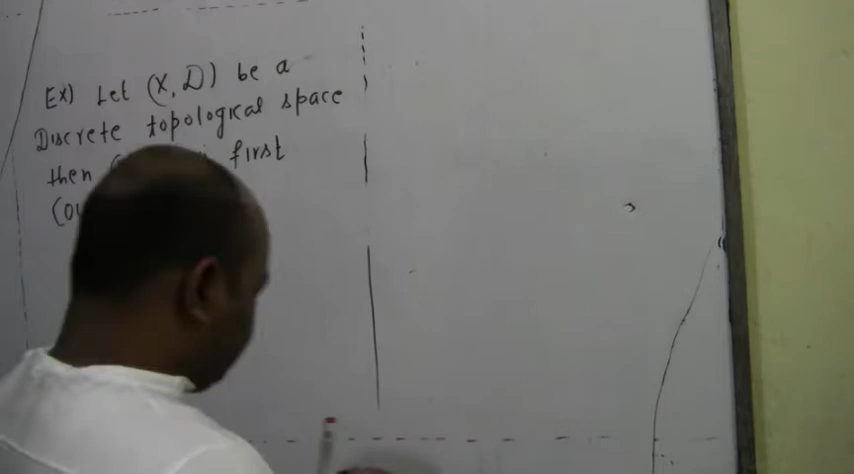 Ex) Let (X, D) be a
Discrete topological space
then first